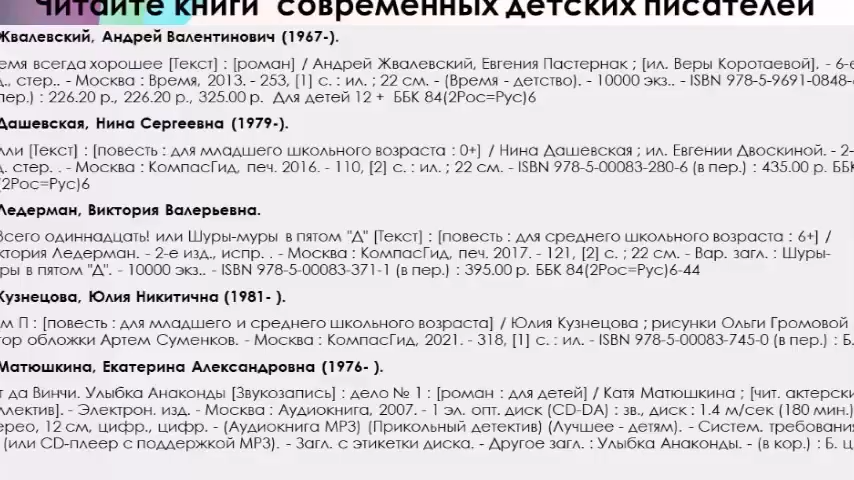 Читайте книги современных детских писателей
Жвалевский, Андрей Валентинович (1967-).
емя всегда хорошее [Текст] : [роман] / Андрей Жвалевский, Евгения Пастернак ; [ил. Веры Коротаевой]. - 6-е
д., стер.. - Москва : Время, 2013. - 253, [1] с. : ил. ; 22 см. - (Время - детство). - 10000 экз.. - ISBN 978-5-9691-0848-
пер.) : 226.20 р., 226.20 р., 325.00 р. Для детей 12 + ББК 84(2Рос=Рус)6
Дашевская, Нина Сергеевна (1979-).
лли [Текст] : [повесть : для младшего школьного возраста : 0+] / Нина Дашевская ; ил. Евгении Двоскиной. - 2-
д. стер. . - Москва : КомпасГид, печ. 2016. - 110, [2] с. : ил. ; 22 см. - ISBN 978-5-00083-280-6 (в пер.) : 435.00 р. ББК
(2Рос=Рус)6
Ледерман, Виктория Валерьевна.
Всего одиннадцать! или Шуры-муры в пятом "Д" [Текст] : [повесть : для среднего школьного возраста : 6+] /
ктория Ледерман. - 2-е изд., испр. . - Москва : КомпасГид, печ. 2017. - 121, [2] с. ; 22 см. - Вар. загл. : Шуры-
ры в пятом "Д". - 10000 экз.. - ISBN 978-5-00083-371-1 (в пер.) : 395.00 р. ББК 84(2Рос=Рус)6-44
Кузнецова, Юлия Никитична (1981- ).
м П : [повесть : для младшего и среднего школьного возраста] / Юлия Кузнецова ; рисунки Ольги Громовой
тор обложки Артем Суменков. - Москва : КомпасГид, 2021. - 318, [1] с. : ил. - ISBN 978-5-00083-745-0 (в пер.) : Б.
Матюшкина, Екатерина Александровна (1976- ).
т да Винчи. Улыбка Анаконды [Звукозапись] : дело № 1 : [роман : для детей] / Катя Матюшкина ; [чит. актерски
ллектив]. - Электрон. изд. - Москва : Аудиокнига, 2007. - 1 эл. опт. диск (CD-DA) : зв., диск : 1.4 м/сек (180 мин.)
ерео, 12 см, цифр., цифр. - (Аудиокнига MP3) (Прикольный детектив) (Лучшее - детям). - Систем. требования
(или CD-плеер с поддержкой MP3). - Загл. с этикетки диска. - Другое загл. : Улыбка Анаконды. - (в кор.) : Б. ц